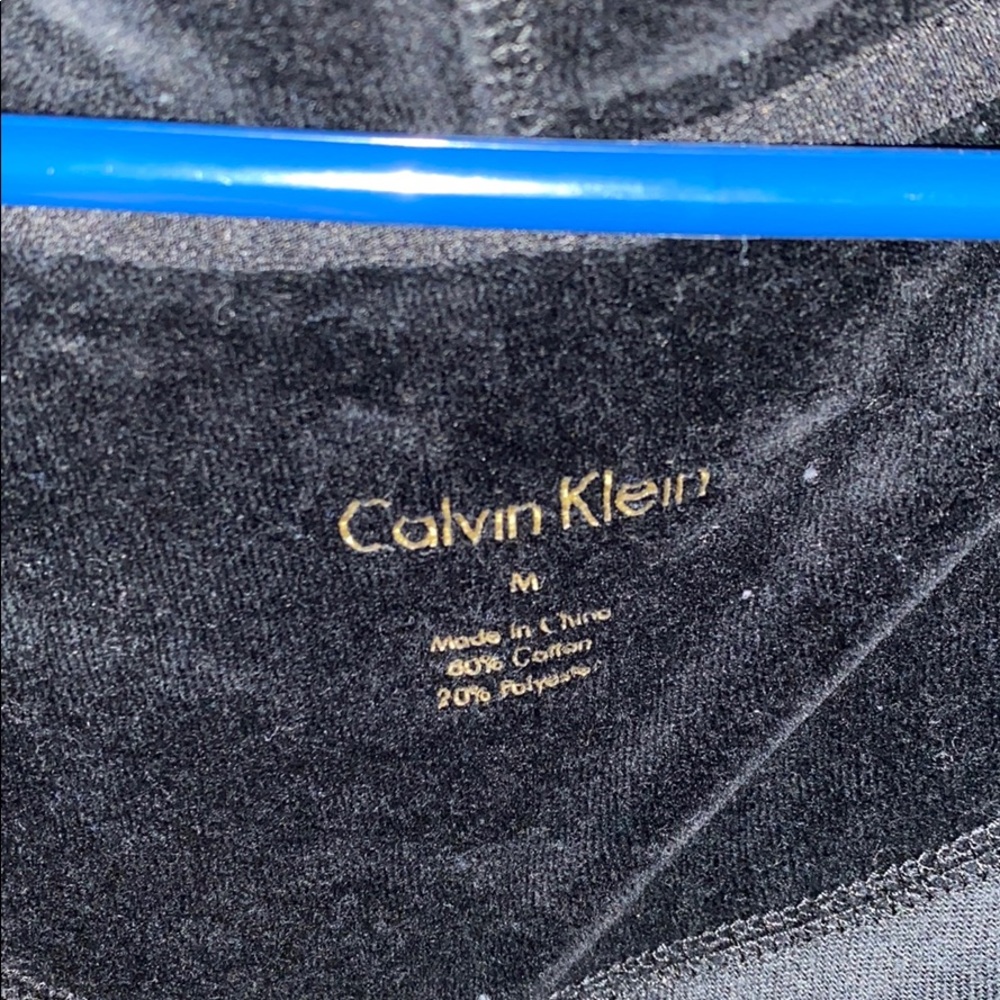 Calvin Klein
M
Made in China
80% Cotton
20% Polyester